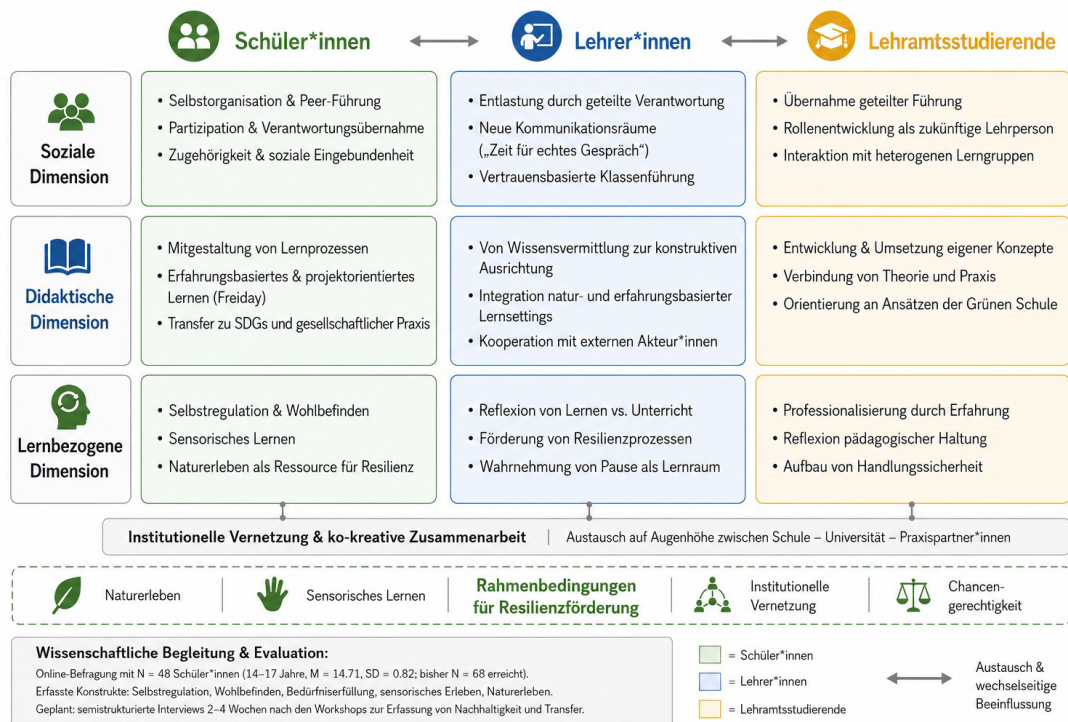 Schüler*innen
Lehrer*innen
Lehramtsstudierende
Soziale
Dimension
• Selbstorganisation & Peer-Führung
• Partizipation & Verantwortungsübernahme
• Zugehörigkeit & soziale Eingebundenheit
• Entlastung durch geteilte Verantwortung
• Neue Kommunikationsräume
(„Zeit für echtes Gespräch“)
• Vertrauensbasierte Klassenführung
• Übernahme geteilter Führung
• Rollenentwicklung als zukünftige Lehrperson
• Interaktion mit heterogenen Lerngruppen
Didaktische
Dimension
• Mitgestaltung von Lernprozessen
• Erfahrungsbasiertes & projektorientiertes
Lernen (Freiday)
• Transfer zu SDGs und gesellschaftlicher Praxis
• Von Wissensvermittlung zur konstruktiven
Ausrichtung
• Integration natur- und erfahrungsbasierter
Lernsettings
• Kooperation mit externen Akteur*innen
• Entwicklung & Umsetzung eigener Konzepte
• Verbindung von Theorie und Praxis
• Orientierung an Ansätzen der Grünen Schule
Lernbezogene
Dimension
• Selbstregulation & Wohlbefinden
• Sensorisches Lernen
• Naturerleben als Ressource für Resilienz
• Reflexion von Lernen vs. Unterricht
• Förderung von Resilienzprozessen
• Wahrnehmung von Pause als Lernraum
• Professionalisierung durch Erfahrung
• Reflexion pädagogischer Haltung
• Aufbau von Handlungssicherheit
Institutionelle Vernetzung & ko-kreative Zusammenarbeit | Austausch auf Augenhöhe zwischen Schule – Universität – Praxispartner*innen
Naturerleben
Sensorisches Lernen
Rahmenbedingungen
für Resilienzförderung
Institutionelle
Vernetzung
Chancen-
gerechtigkeit
Wissenschaftliche Begleitung & Evaluation:
Online-Befragung mit N = 48 Schüler*innen (14–17 Jahre, M = 14.71, SD = 0.82; bisher N = 68 erreicht).
Erfasste Konstrukte: Selbstregulation, Wohlbefinden, Bedürfniserfüllung, sensorisches Erleben, Naturerleben.
Geplant: semistrukturierte Interviews 2–4 Wochen nach den Workshops zur Erfassung von Nachhaltigkeit und Transfer.
= Schüler*innen
= Lehrer*innen
= Lehramtsstudierende
Austausch &
wechselseitige
Beeinflussung